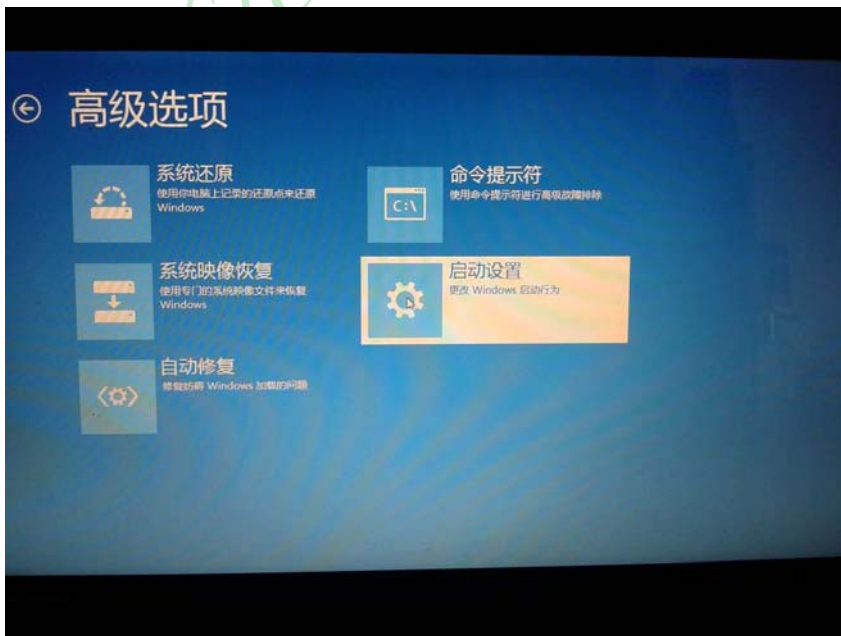 高级选项
系统还原
使用你电脑上记录的还原点来还原
Windows
命令提示符
使用命令提示符进行高级故障排除
C:\
系统映像恢复
使用专门的系统映像文件来恢复
Windows
启动设置
更改 Windows 启动行为
自动修复
修复妨碍 Windows 加载的问题